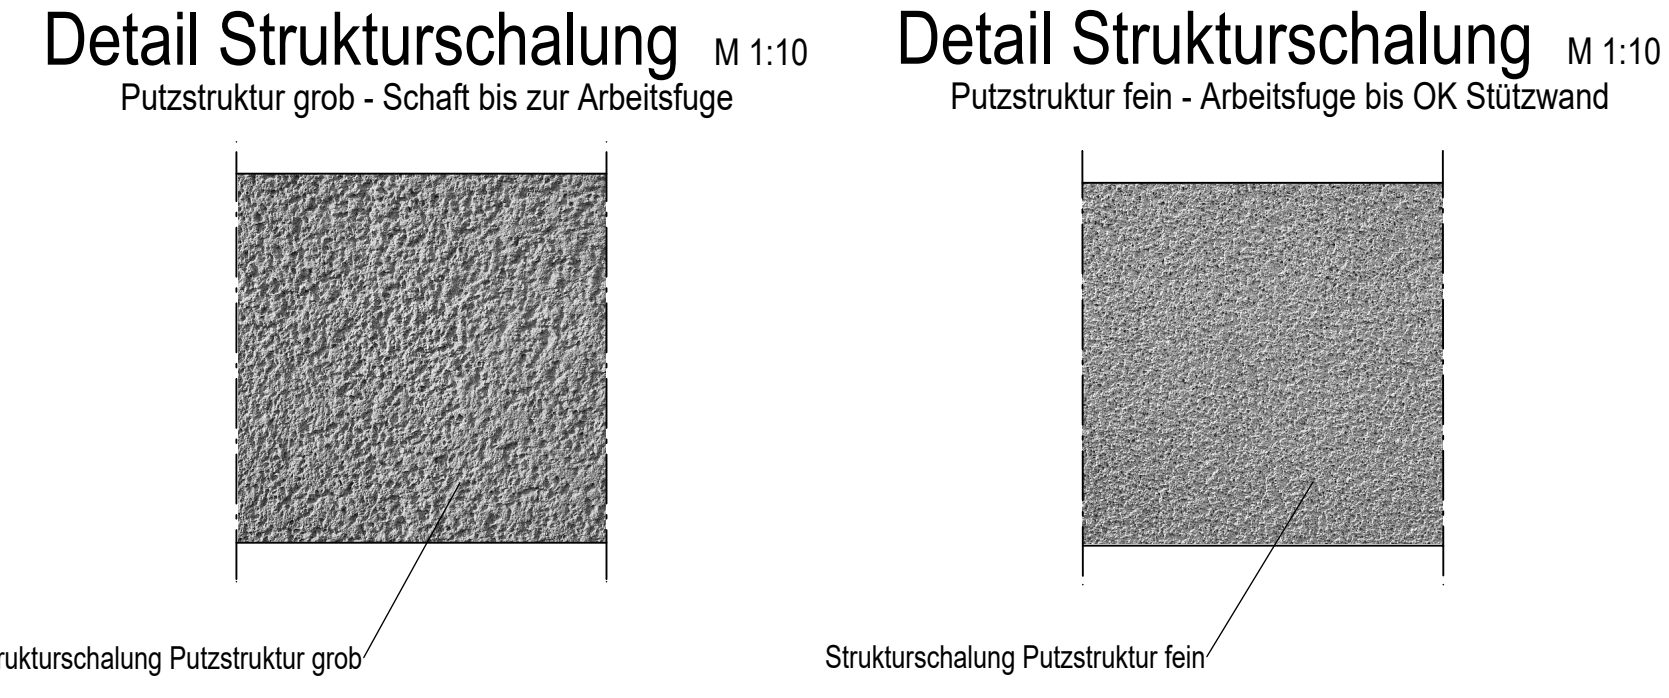 Detail Strukturschalung M 1:10
Putzstruktur grob - Schaft bis zur Arbeitsfuge
rukturschalung Putzstruktur grob
Detail Strukturschalung M 1:10
Putzstruktur fein - Arbeitsfuge bis OK Stützwand
Strukturschalung Putzstruktur fein